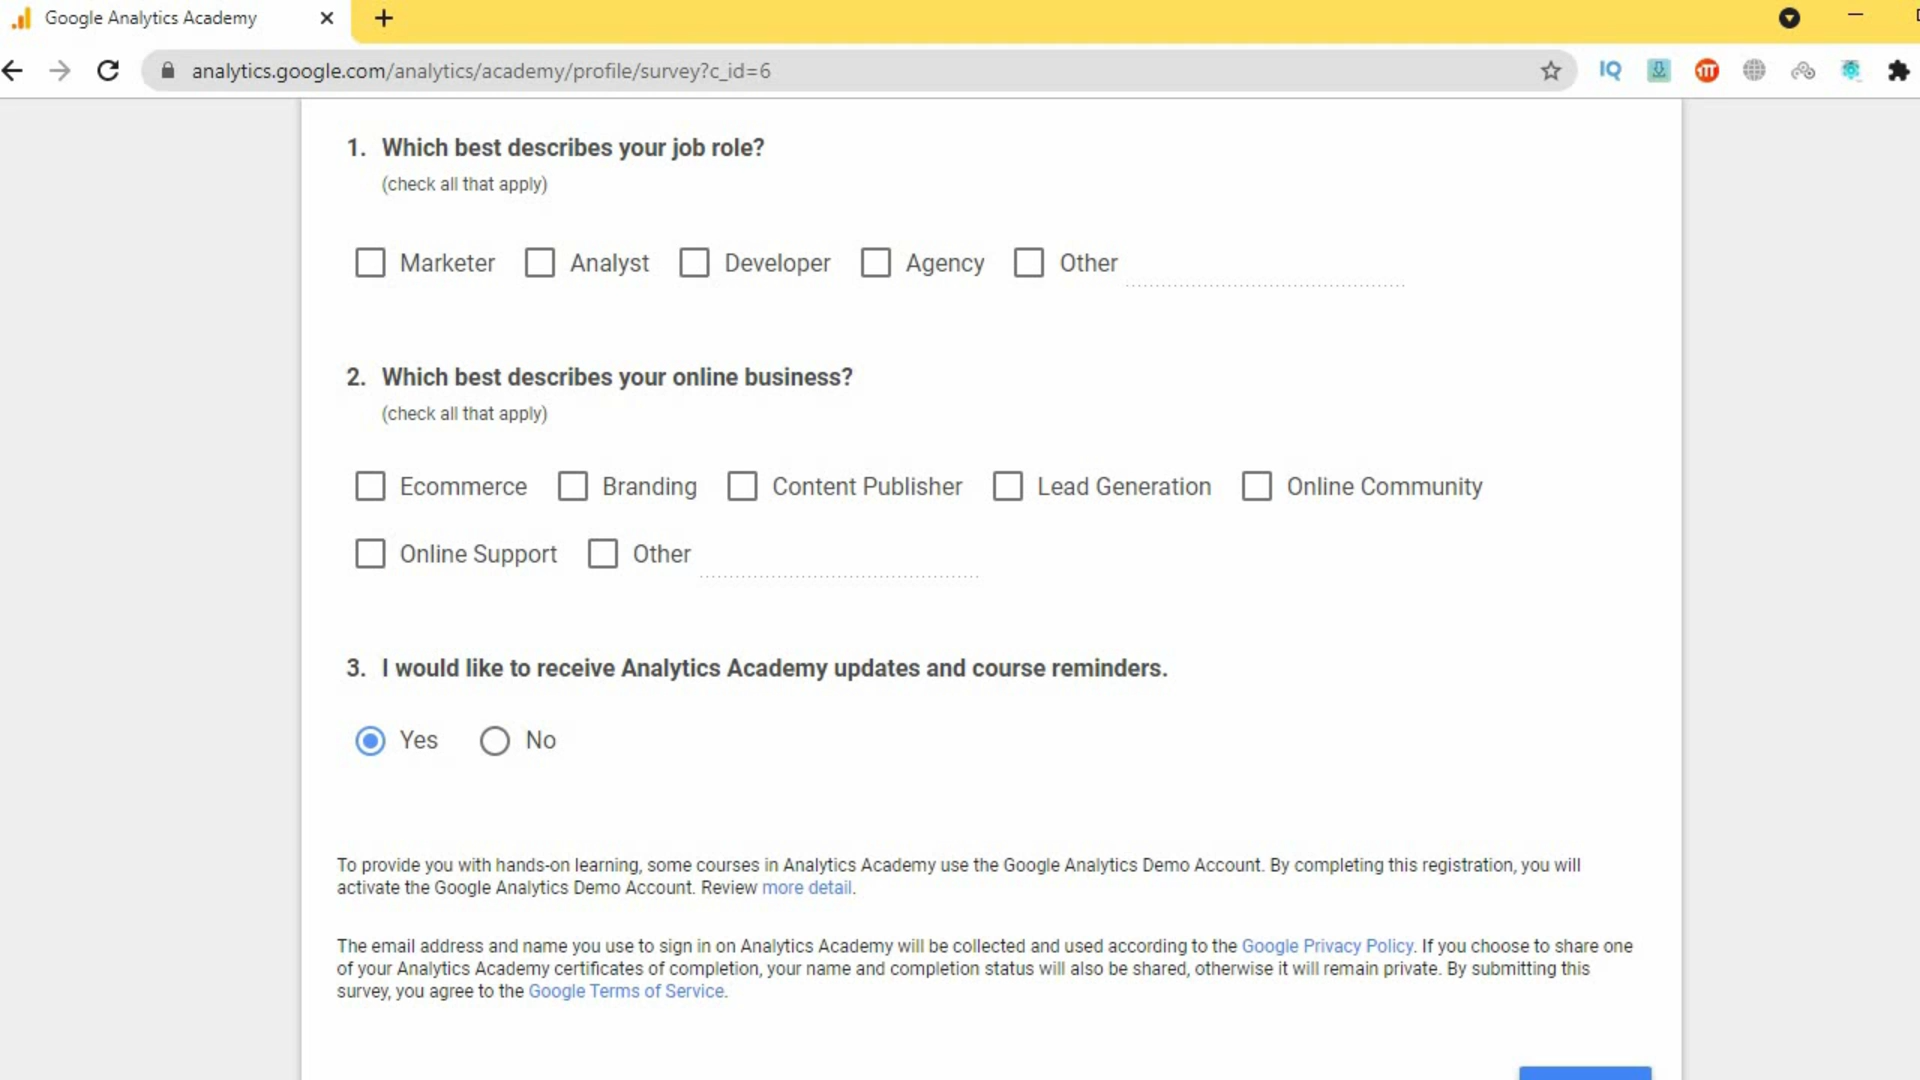 Google Analytics Academy
analytics.google.com/analytics/academy/profile/survey?c_id=6
IQ
1. Which best describes your job role?
(check all that apply)
Marketer Analyst Developer Agency Other
2. Which best describes your online business?
(check all that apply)
Ecommerce Branding Content Publisher Lead Generation Online Community
Online Support Other
3. I would like to receive Analytics Academy updates and course reminders.
Yes No
To provide you with hands-on learning, some courses in Analytics Academy use the Google Analytics Demo Account. By completing this registration, you will
activate the Google Analytics Demo Account. Review more detail.
The email address and name you use to sign in on Analytics Academy will be collected and used according to the Google Privacy Policy. If you choose to share one
of your Analytics Academy certificates of completion, your name and completion status will also be shared, otherwise it will remain private. By submitting this
survey, you agree to the Google Terms of Service.